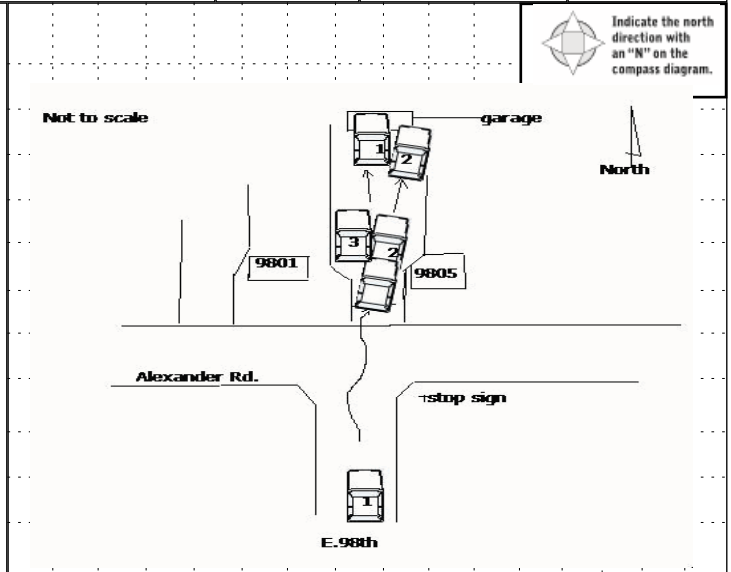 Indicate the north
direction with
an “N” on the
compass diagram.
Not to scale
garage
1
2
North
3
2
9801
9805
Alexander Rd.
stop sign
1
E.98th